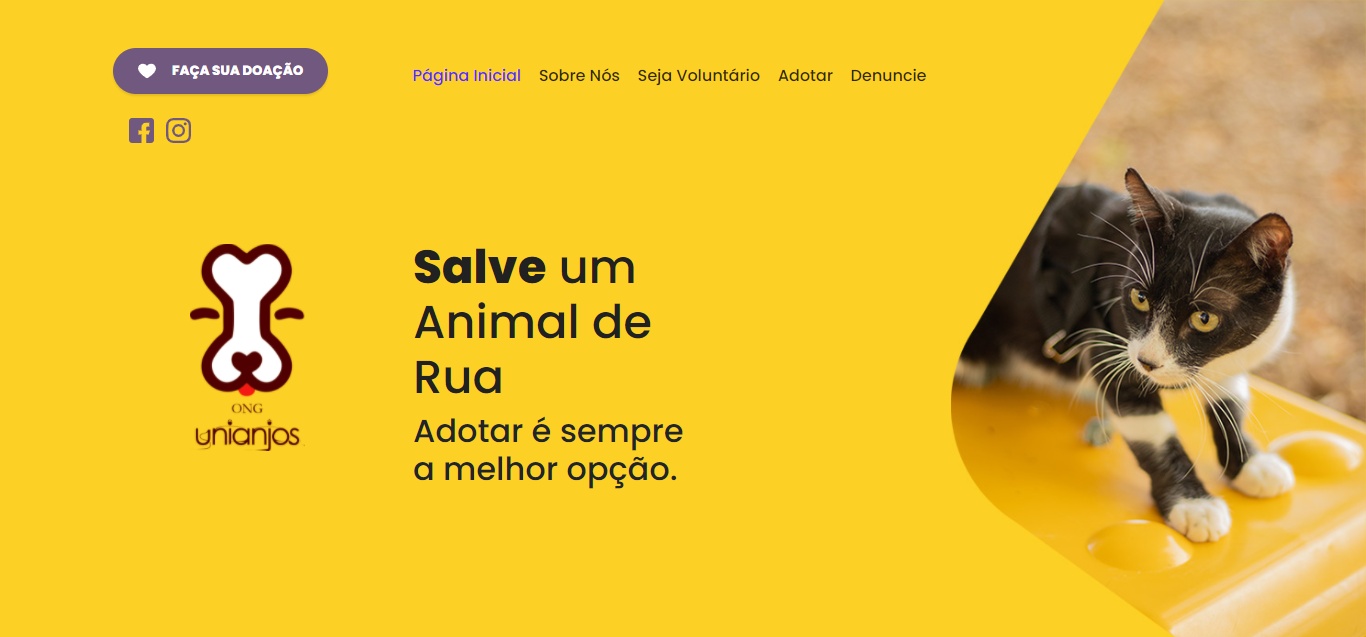 FAÇA SUA DOAÇÃO
Página Inicial Sobre Nós Seja Voluntário Adotar Denuncie
ONG
unianjos
Salve um
Animal de
Rua
Adotar é sempre
a melhor opção.